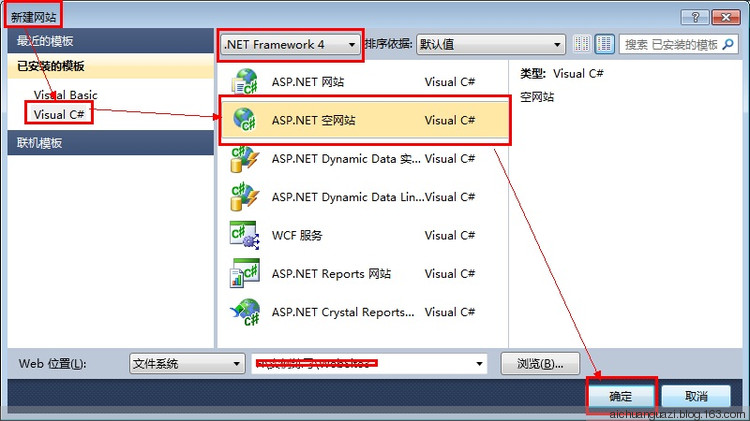 新建网站
最近的模板
已安装的模板
Visual Basic
Visual C#
联机模板
.NET Framework 4
排序依据: 默认值
搜索 已安装的模板
ASP.NET 网站 Visual C#
ASP.NET 空网站 Visual C#
ASP.NET Dynamic Data 实... Visual C#
ASP.NET Dynamic Data Lin... Visual C#
WCF 服务 Visual C#
ASP.NET Reports 网站 Visual C#
ASP.NET Crystal Reports... Visual C#
类型: Visual C#
空网站
Web 位置(L): 文件系统 浏览(B)...
确定 取消
aichuanguazi.blog.163.com